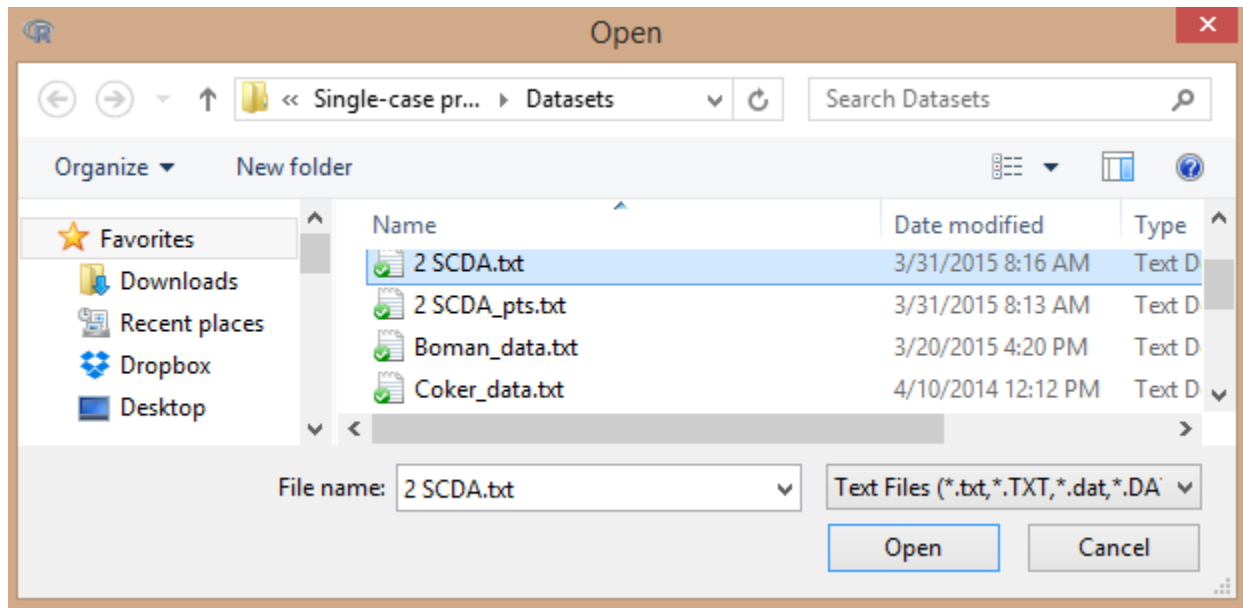 Open
« Single-case pr... Datasets
Search Datasets
Organize
New folder
Favorites
Downloads
Recent places
Dropbox
Desktop
Name Date modified Type
2 SCDA.txt 3/31/2015 8:16 AM Text D
2 SCDA_pts.txt 3/31/2015 8:13 AM Text D
Boman_data.txt 3/20/2015 4:20 PM Text D
Coker_data.txt 4/10/2014 12:12 PM Text D
File name: 2 SCDA.txt
Text Files (*.txt,*.TXT,*.dat,*.DA
Open Cancel